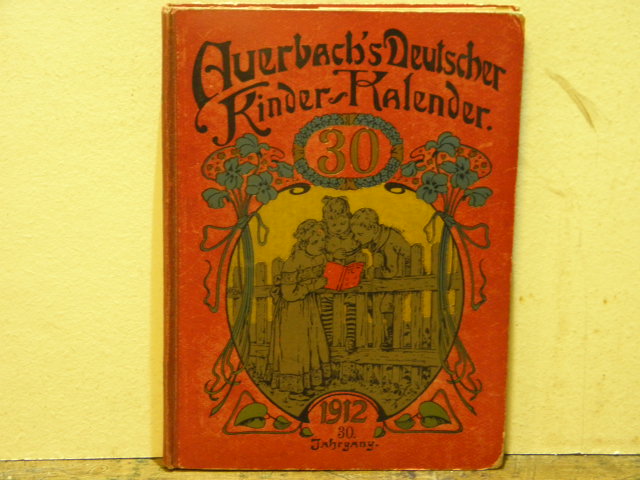 Auerbach's Deutscher
Kinder-Kalender.
30
1912
30.
Jahrgang.